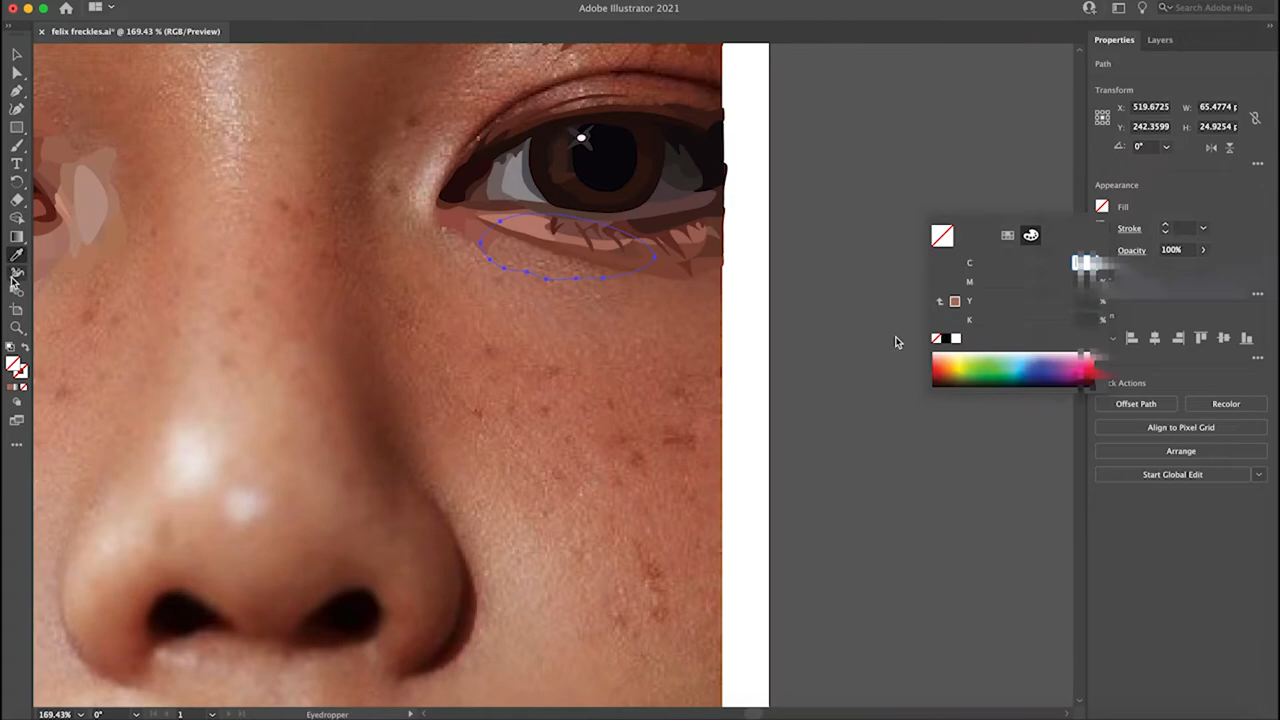 Adobe Illustrator 2021
Search Adobe Help
felix freckles.ai* @ 169.43 % (RGB/Preview)
Properties
Layers
Path
Transform
X:
519.6725
W:
65.4774 p
Y:
242.3599
H:
24.9254 p
0°
Appearance
Fill
Stroke
Opacity
100%
C
M
Y
K
%
Offset Path
Recolor
Align to Pixel Grid
Arrange
Start Global Edit
169.43%
0°
1
Eyedropper